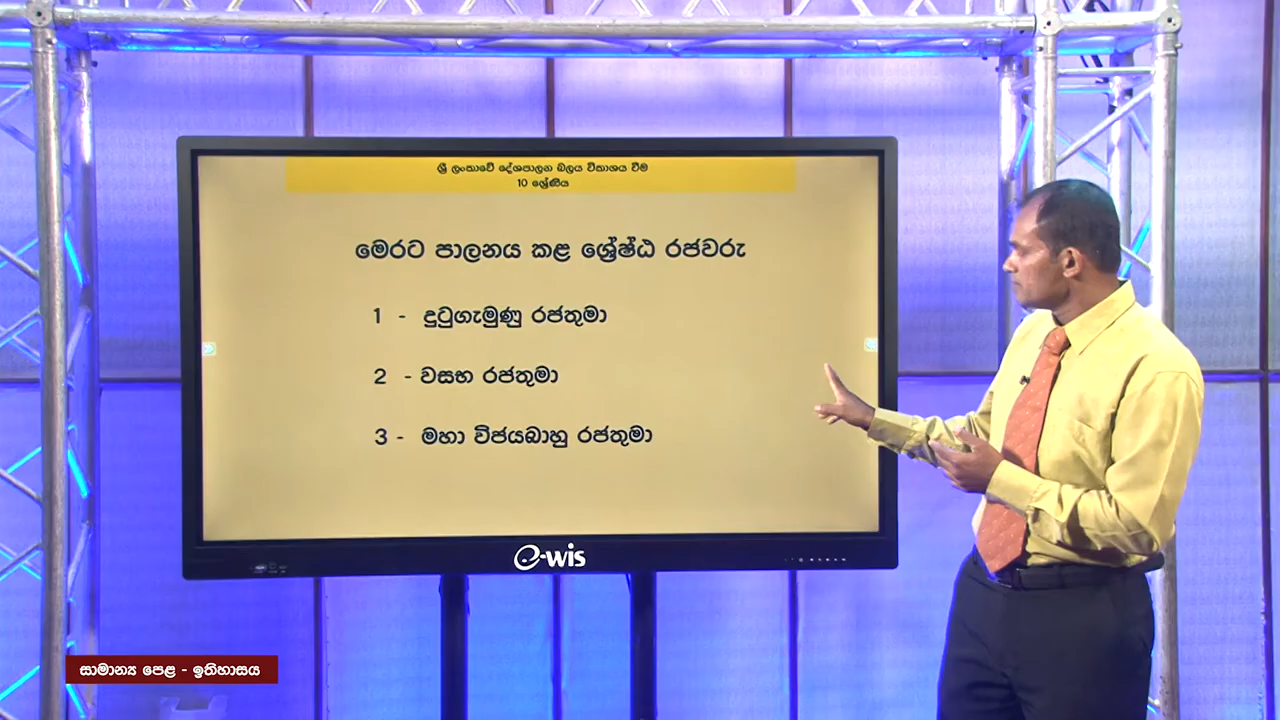 ශ්‍රී ලංකාවේ දේශපාලන බලය විකාශය වීම
10 ශ්‍රේණිය
මෙරට පාලනය කළ ශ්‍රේෂ්ඨ රජවරු
1 - දුටුගැමුණු රජතුමා
2 - වසභ රජතුමා
3 - මහා විජයබාහු රජතුමා
e-wis
සාමාන්‍ය පෙළ - ඉතිහාසය